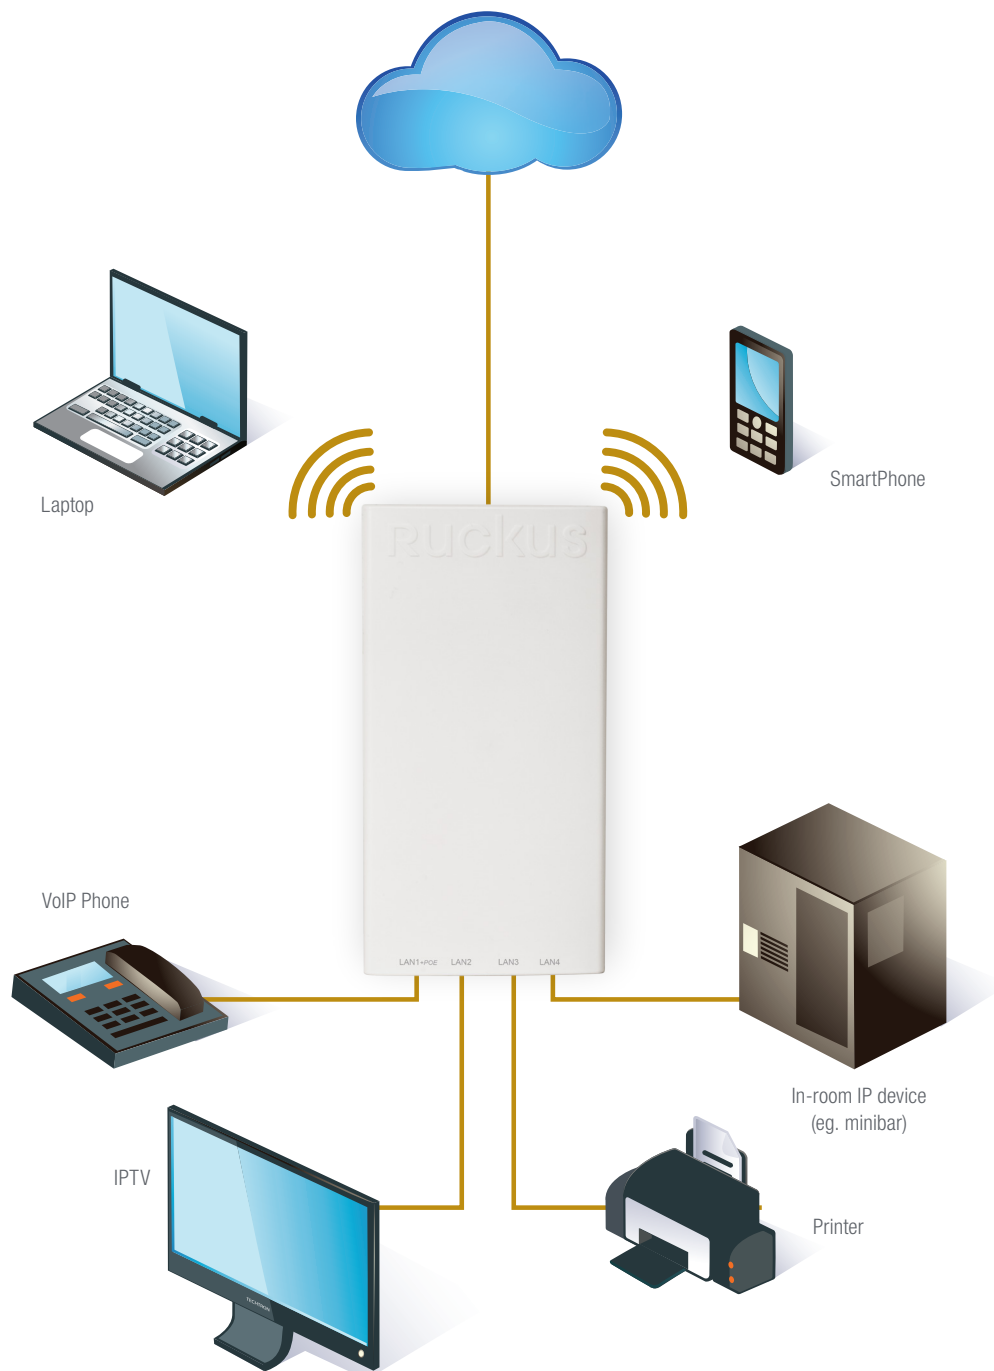 Laptop
SmartPhone
RUCKUS
VoIP Phone
LAN1+POE LAN2 LAN3 LAN4
In-room IP device
(eg. minibar)
IPTV
Printer